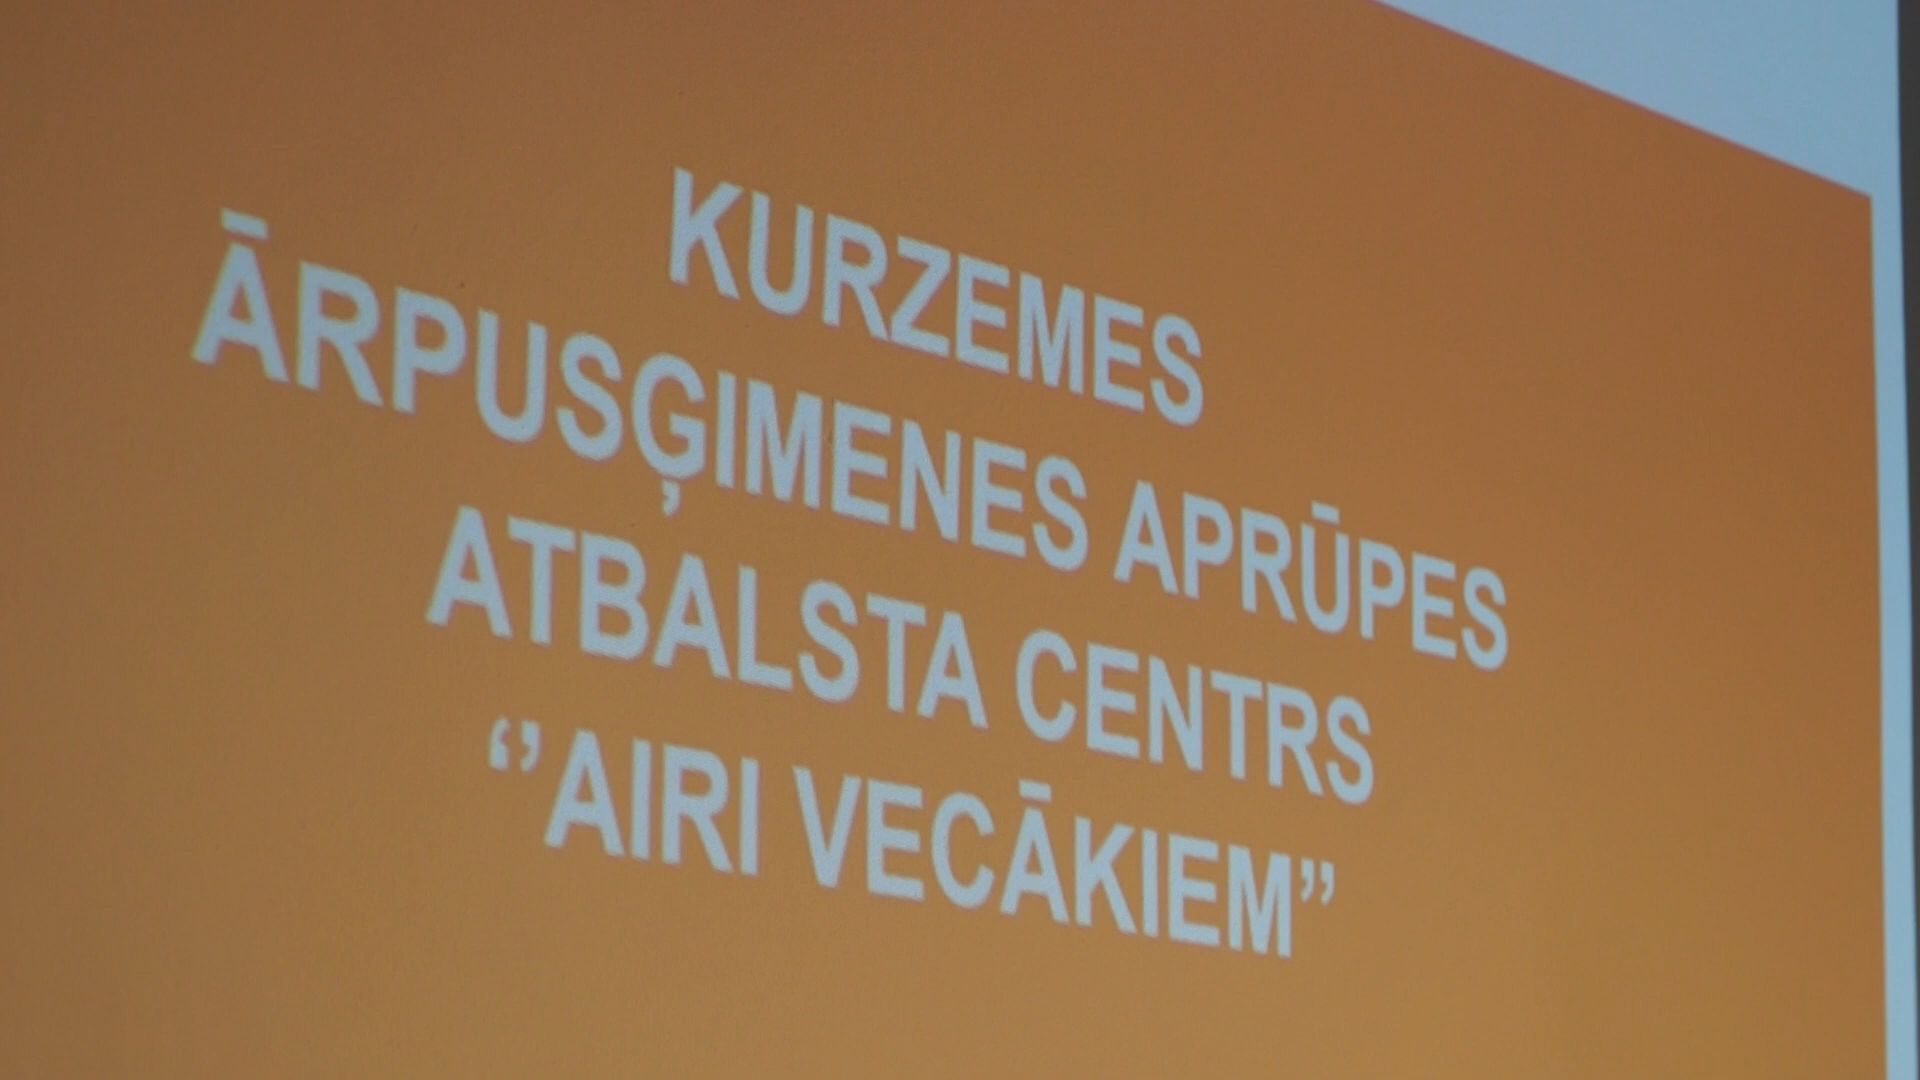 KURZEMES
ĀRPUSĢIMENES APRŪPES
ATBALSTA CENTRS
‘’AIRI VECĀKIEM’’